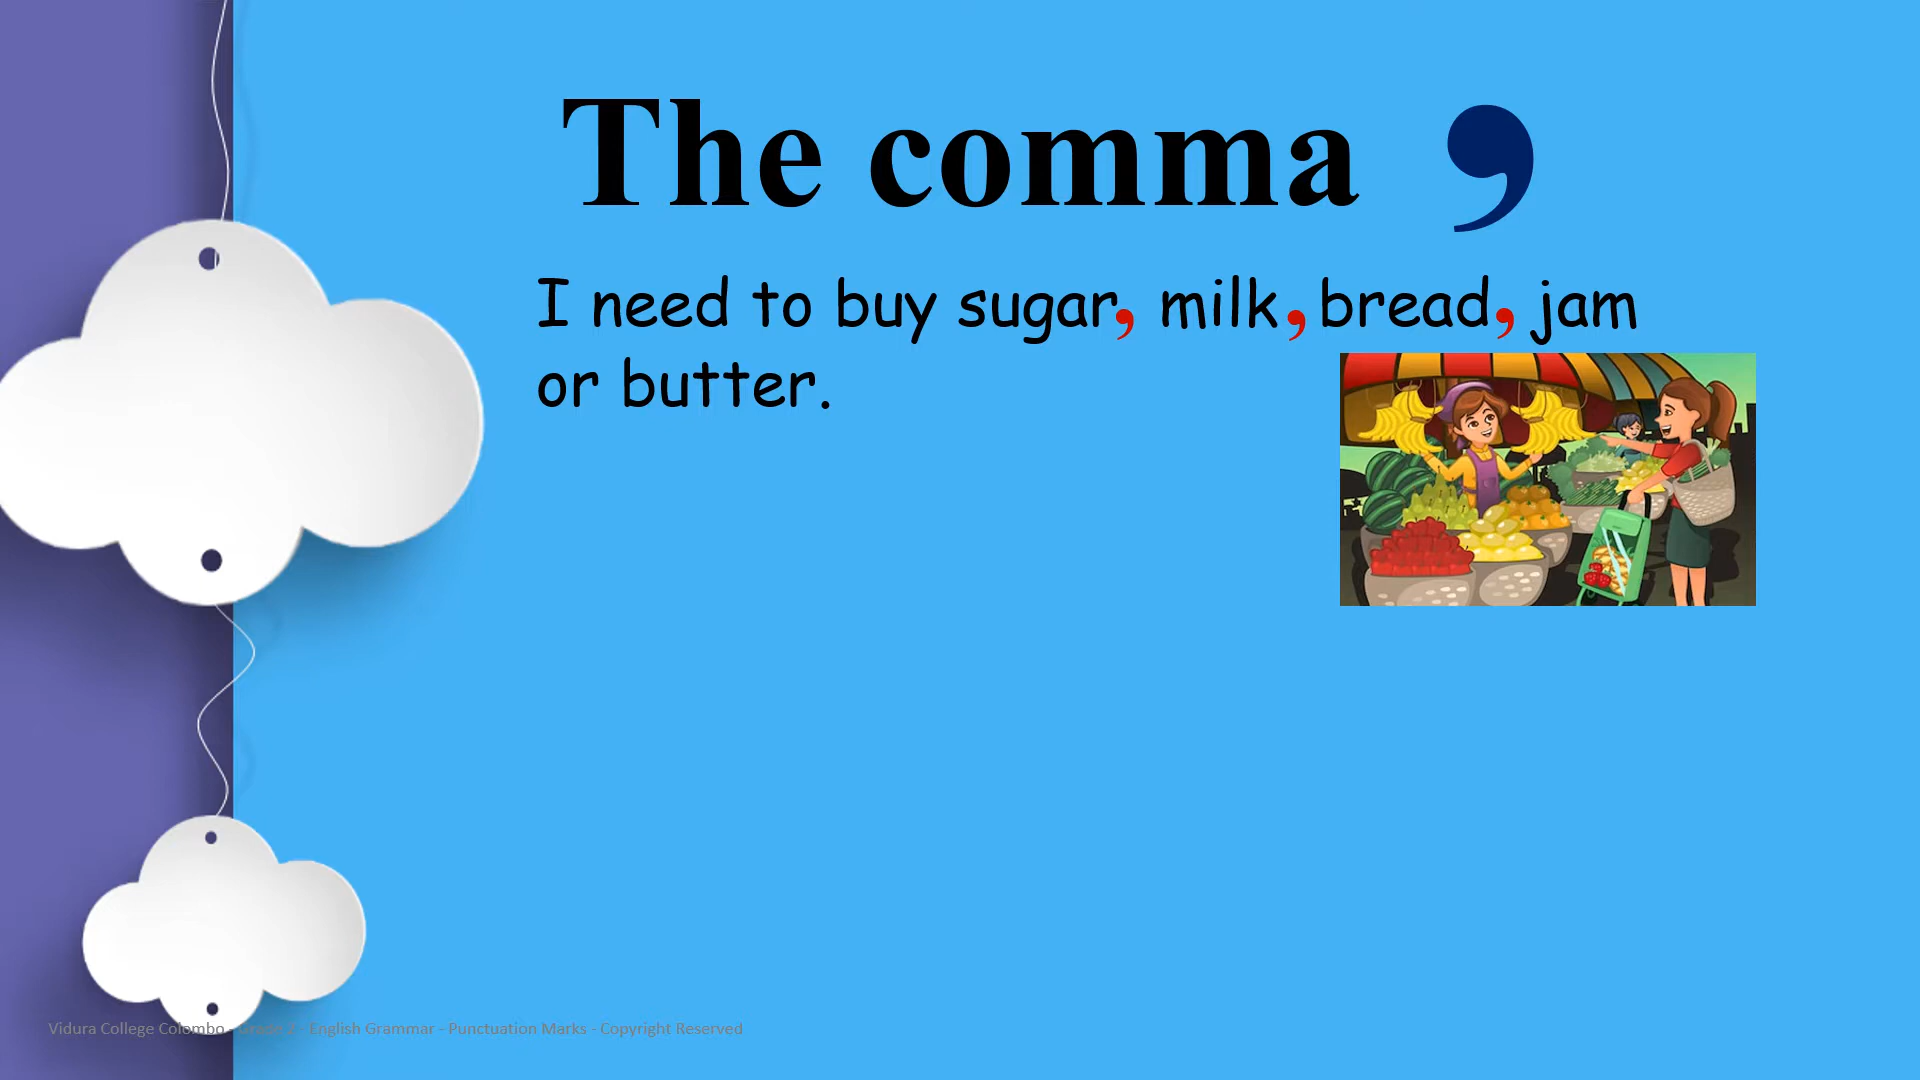 The comma ,
I need to buy sugar, milk, bread, jam
or butter.
Vidura College Colombo - Grade 2 - English Grammar - Punctuation Marks - Copyright Reserved